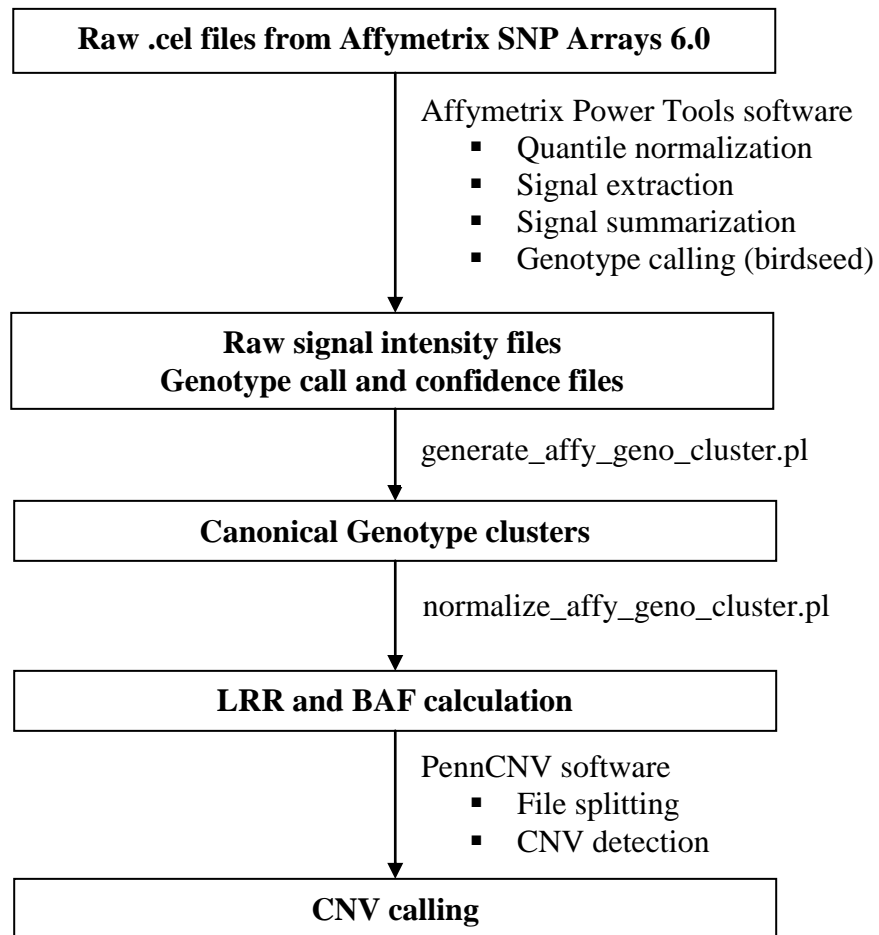 Raw .cel files from Affymetrix SNP Arrays 6.0
Affymetrix Power Tools software
▪ Quantile normalization
▪ Signal extraction
▪ Signal summarization
▪ Genotype calling (birdseed)
Raw signal intensity files
Genotype call and confidence files
generate_affy_geno_cluster.pl
Canonical Genotype clusters
normalize_affy_geno_cluster.pl
LRR and BAF calculation
PennCNV software
▪ File splitting
▪ CNV detection
CNV calling